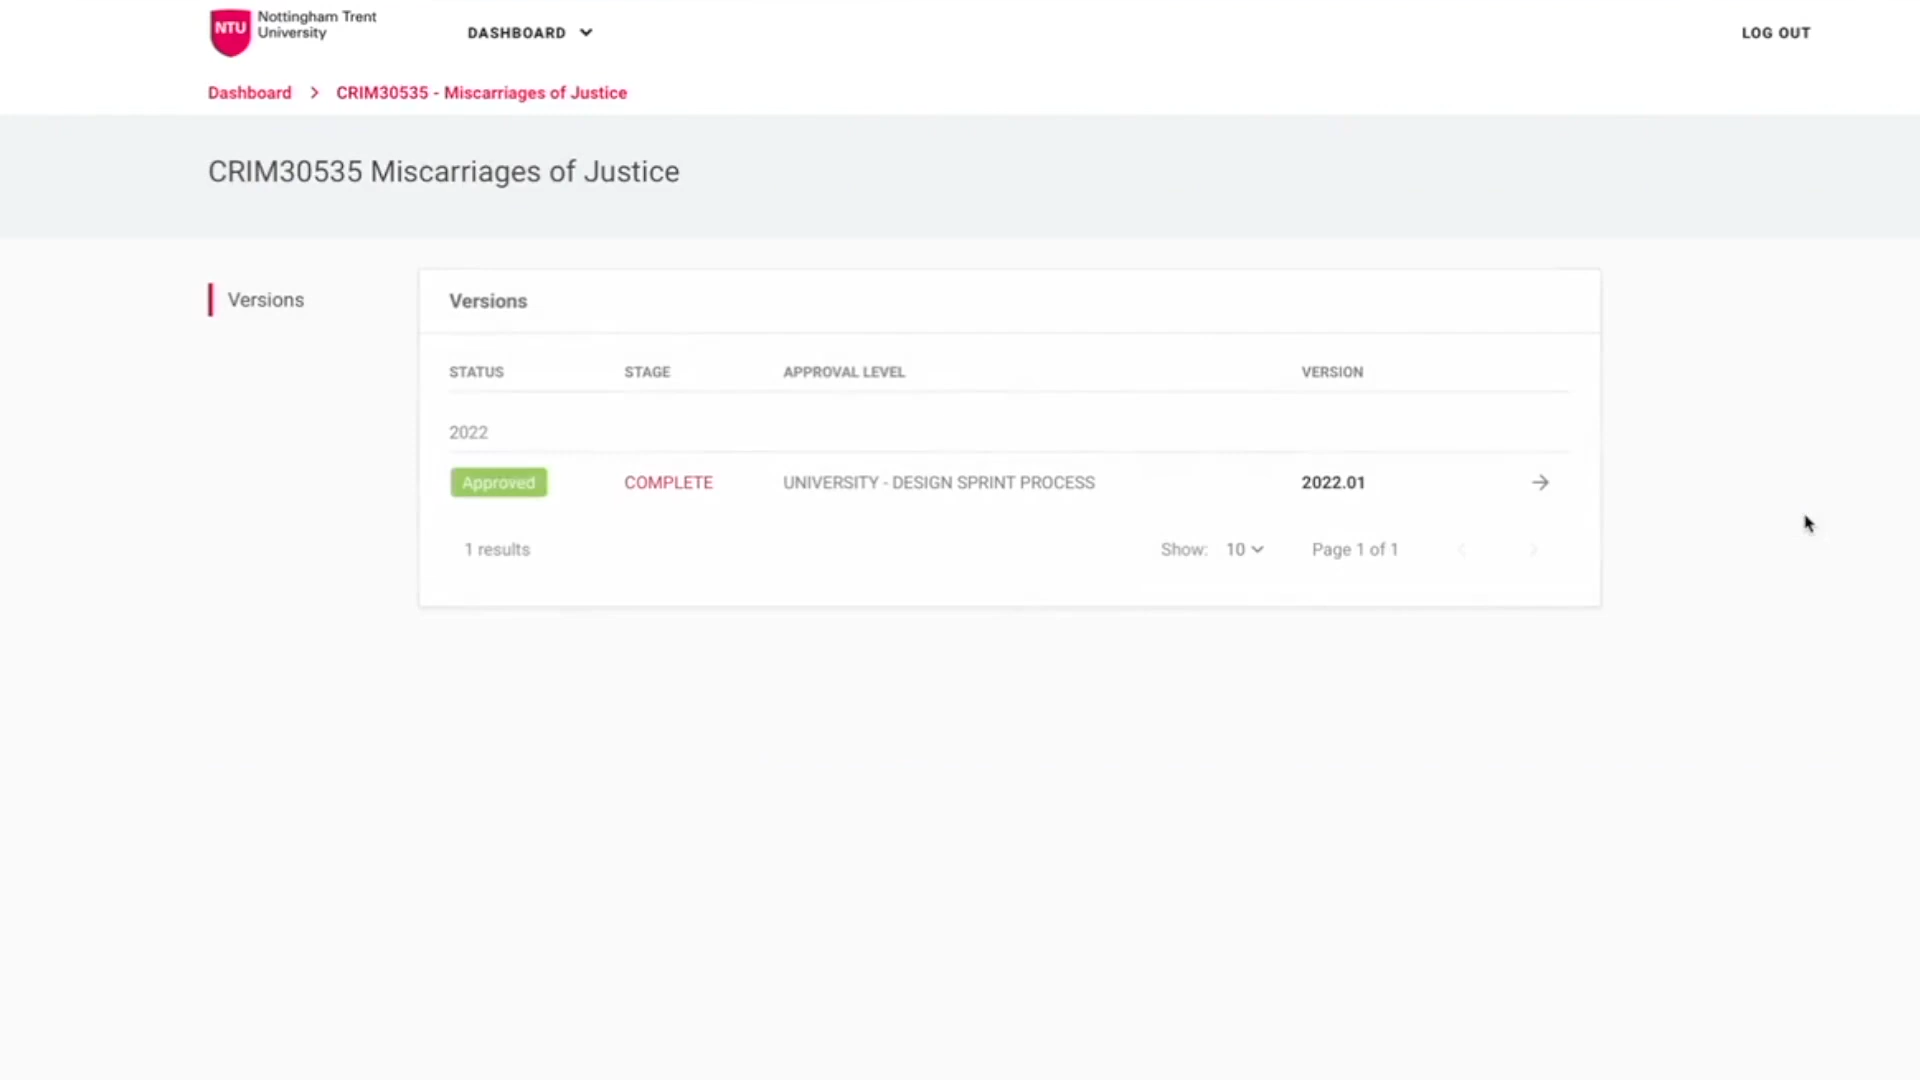 NTU
Nottingham Trent
University
DASHBOARD
LOG OUT
Dashboard > CRIM30535 - Miscarriages of Justice
CRIM30535 Miscarriages of Justice
Versions
Versions
STATUS STAGE APPROVAL LEVEL VERSION
2022
Approved COMPLETE UNIVERSITY - DESIGN SPRINT PROCESS 2022.01
1 results Show: 10 Page 1 of 1